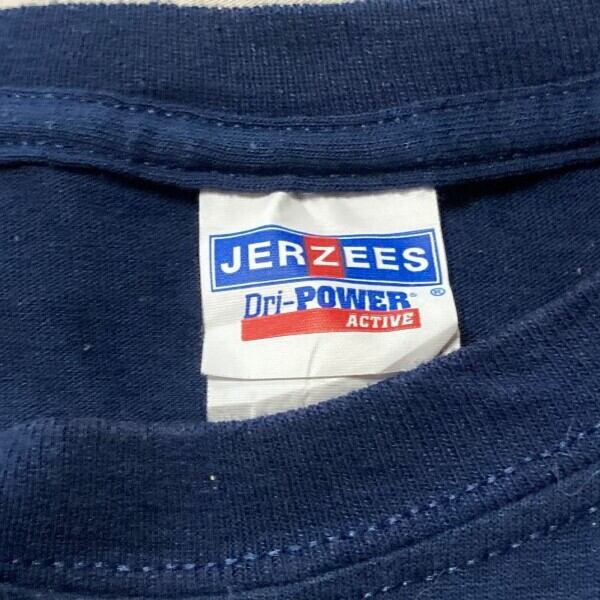 JERZEES
Dri-POWER®
ACTIVE
®